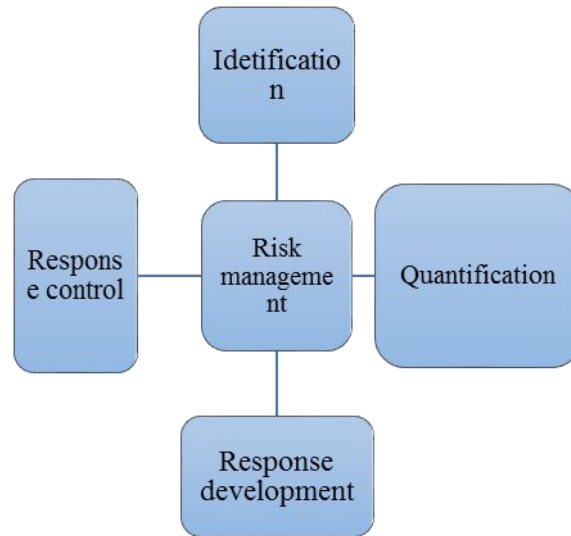 Idetificatio
n
Respons
e control
Risk
manageme
nt
Quantification
Response
development